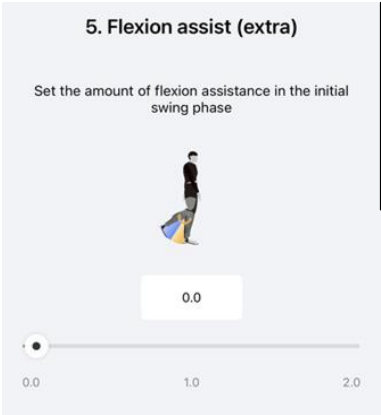 5. Flexion assist (extra)
Set the amount of flexion assistance in the initial
swing phase
0.0
0.0 1.0 2.0